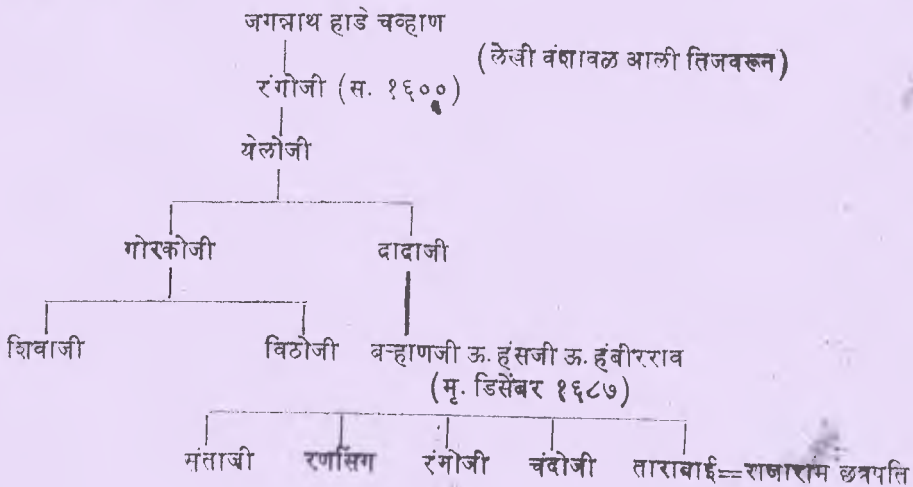 जगन्नाथ हाडे चव्हाण
(लेखी वंशावळ आली तिजवरून)
रंगोजी (स. १६००)
येलोजी
गोरकोजी दादाजी
शिवाजी विठोजी बऱ्हाणजी ऊ. हंसजी ऊ. हंबीरराव
(मृ. डिसेंबर १६८७)
संताजी रणसिंग रंगोजी चंदोजी ताराबाई==राजाराम छत्रपति